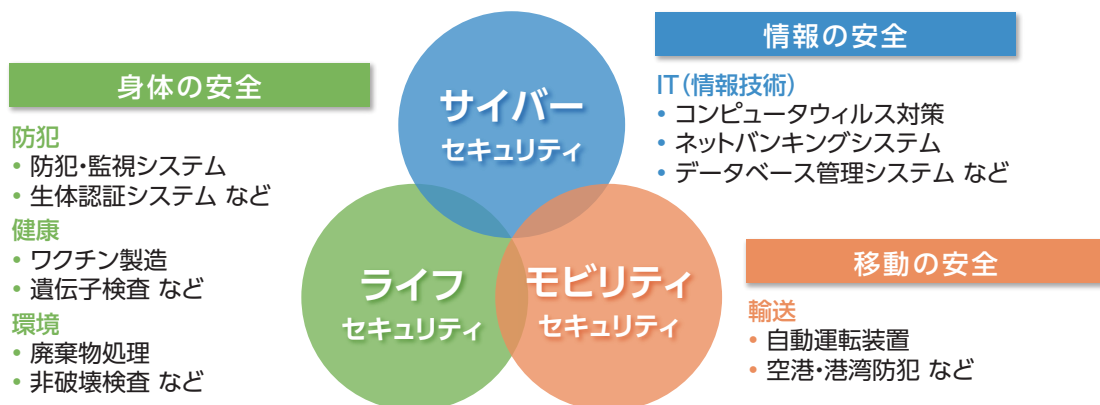 身体の安全
防犯
• 防犯・監視システム
• 生体認証システム など
健康
• ワクチン製造
• 遺伝子検査 など
環境
• 廃棄物処理
• 非破壊検査 など
サイバー
セキュリティ
ライフ
セキュリティ
モビリティ
セキュリティ
情報の安全
IT(情報技術)
• コンピュータウィルス対策
• ネットバンキングシステム
• データベース管理システム など
移動の安全
輸送
• 自動運転装置
• 空港・港湾防犯 など